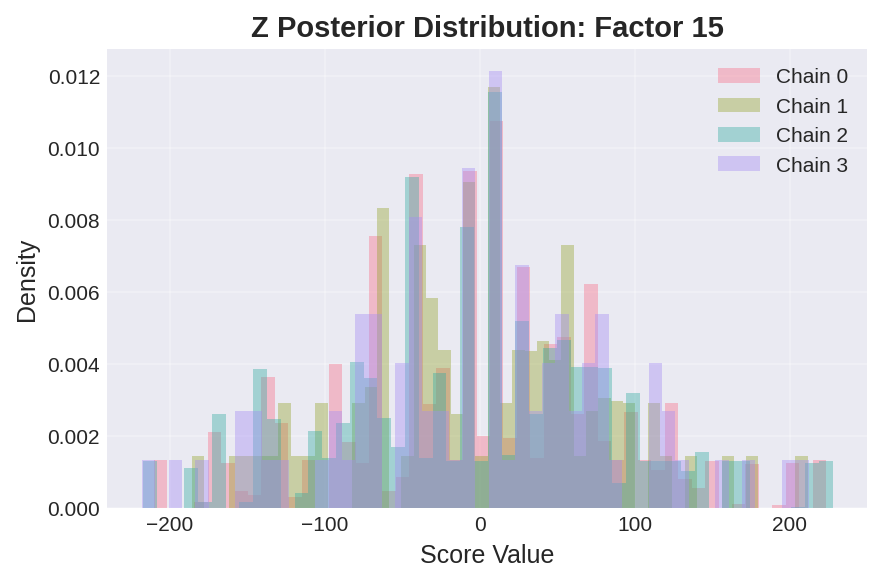 Z Posterior Distribution: Factor 15
Density
0.012
0.010
0.008
0.006
0.004
0.002
0.000
Chain 0
Chain 1
Chain 2
Chain 3
−200
−100
0
100
200
Score Value